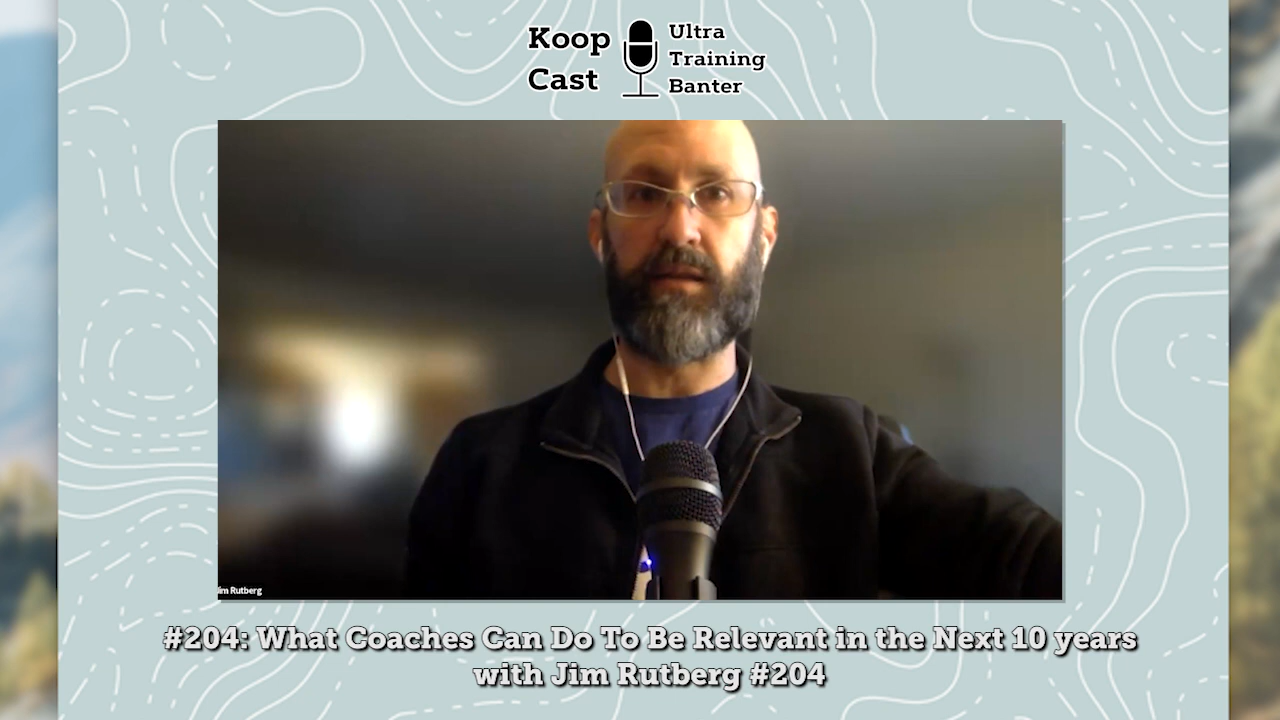 Koop
Cast
Ultra
Training
Banter
im Rutberg
#204: What Coaches Can Do To Be Relevant in the Next 10 years
with Jim Rutberg #204